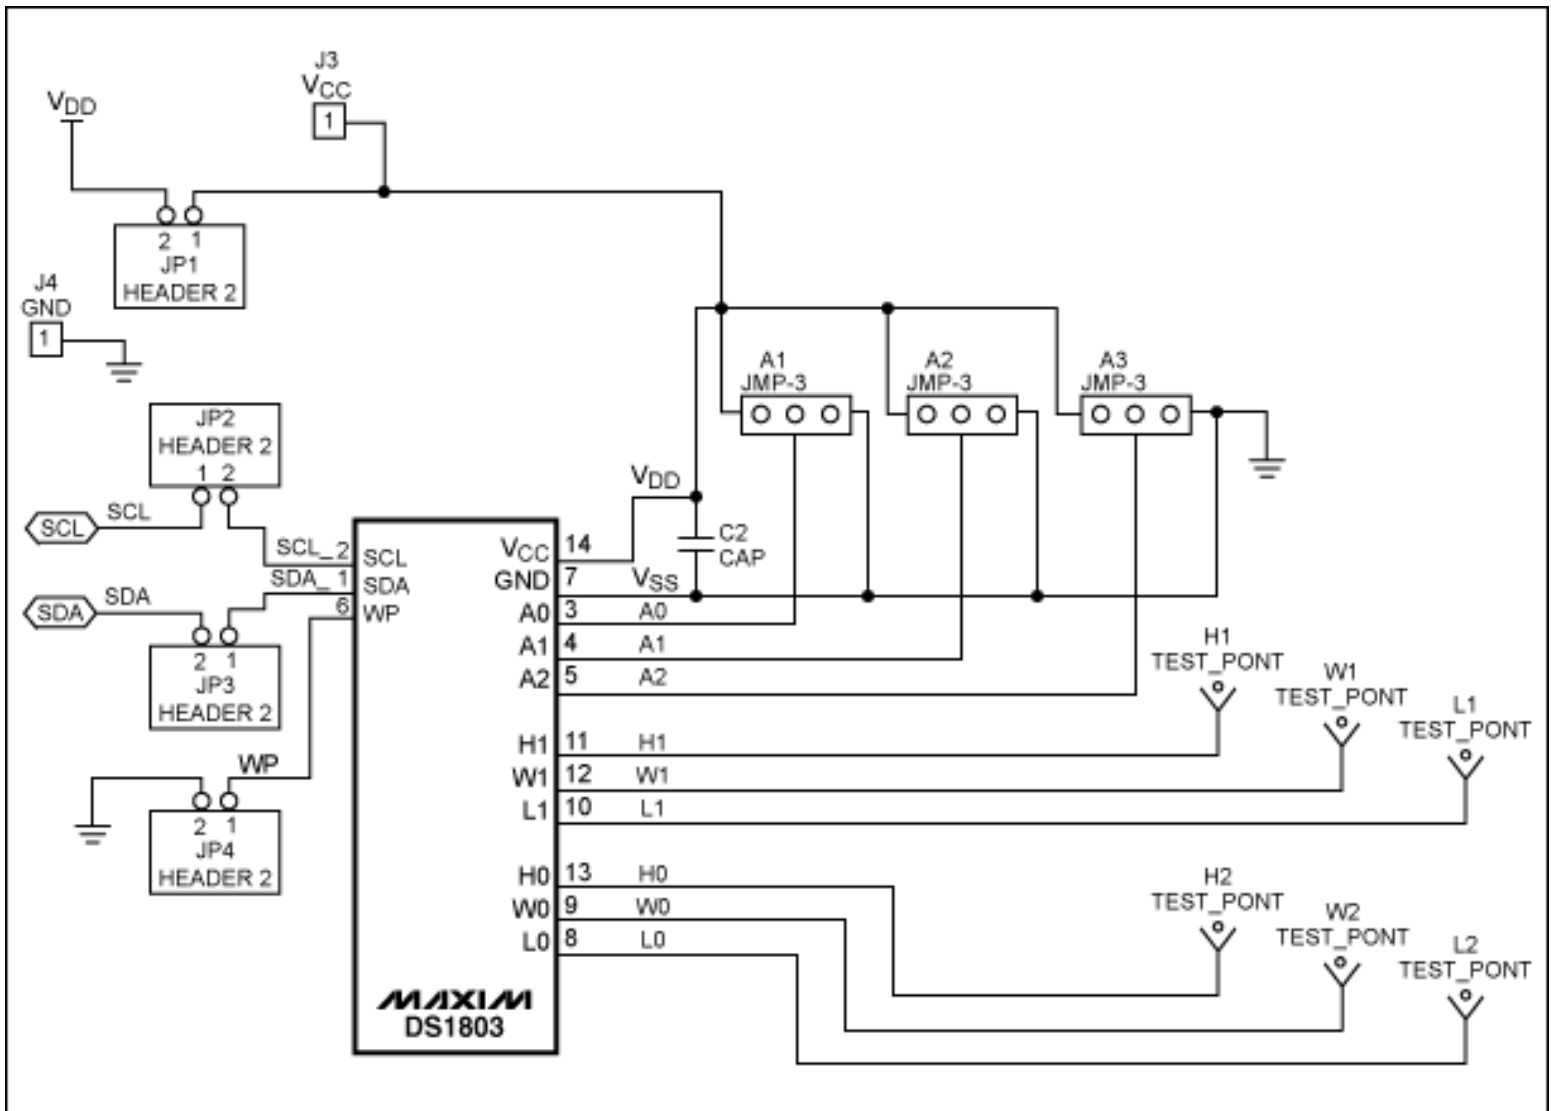 J3
VCC
1
VDD
2 1
JP1
HEADER 2
J4
GND
1
A1
JMP-3
A2
JMP-3
A3
JMP-3
JP2
HEADER 2
1 2
SCL
SCL
SCL_ 2
SDA_ 1
6
SDA
SDA
2 1
JP3
HEADER 2
WP
2 1
JP4
HEADER 2
SCL
SDA
WP
VDD
C2
CAP
VCC 14
GND 7 VSS
A0 3 A0
A1 4 A1
A2 5 A2
H1 11 H1
W1 12 W1
L1 10 L1
H0 13 H0
W0 9 W0
L0 8 L0
MAXIM
DS1803
H1
TEST_PONT
W1
TEST_PONT
L1
TEST_PONT
H2
TEST_PONT
W2
TEST_PONT
L2
TEST_PONT